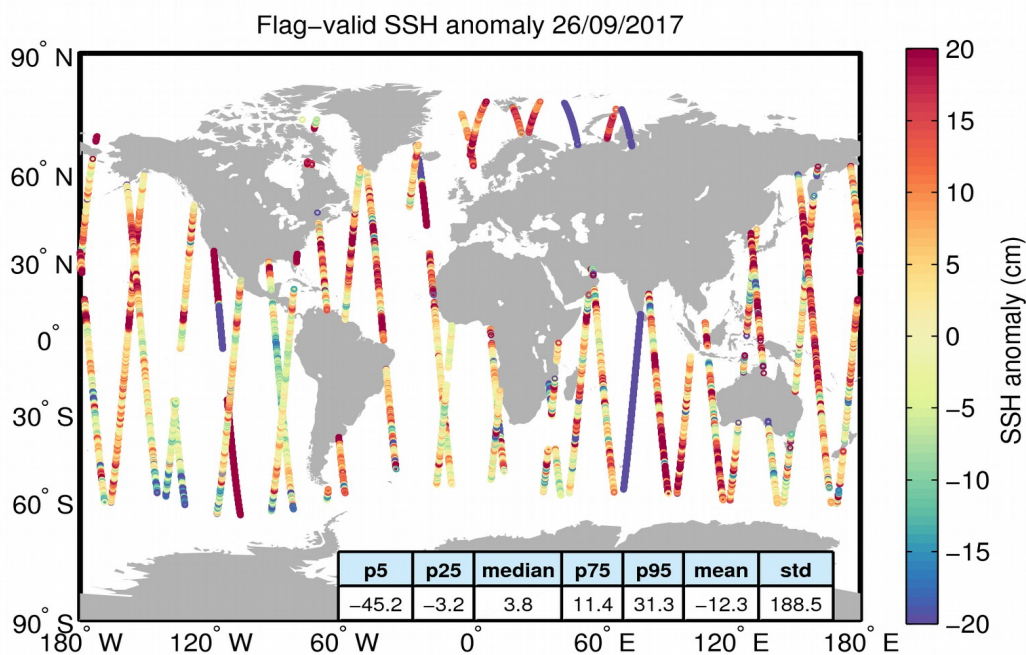 Flag−valid SSH anomaly 26/09/2017
90° N
60° N
30° N
0°
30° S
60° S
90° S
180° W
120° W
60° W
0°
60° E
120° E
180° E
p5 p25 median p75 p95 mean std
−45.2 −3.2 3.8 11.4 31.3 −12.3 188.5
20
15
10
5
0
−5
−10
−15
−20
SSH anomaly (cm)